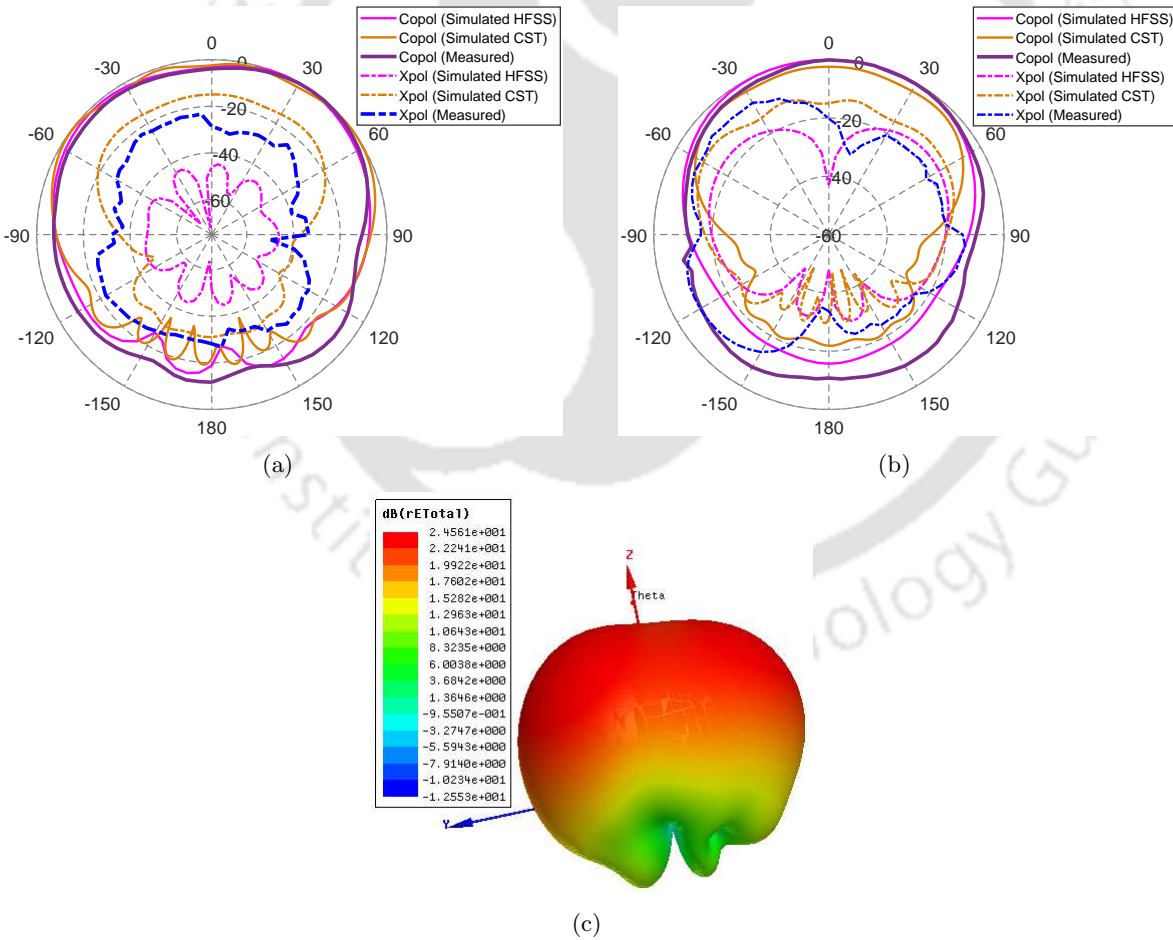 Copol (Simulated HFSS)
Copol (Simulated CST)
Copol (Measured)
Xpol (Simulated HFSS)
Xpol (Simulated CST)
Xpol (Measured)
0
-30
30
-60
60
-90
90
-120
120
-150
150
180
0
-20
-40
-60
(a)
Copol (Simulated HFSS)
Copol (Simulated CST)
Copol (Measured)
Xpol (Simulated HFSS)
Xpol (Simulated CST)
Xpol (Measured)
0
-30
30
-60
60
-90
90
-120
120
-150
150
180
0
-20
-40
-60
(b)
dB(rETotal)
2.4561e+001
2.2241e+001
1.9922e+001
1.7602e+001
1.5282e+001
1.2963e+001
1.0643e+001
8.3235e+000
6.0038e+000
3.6842e+000
1.3646e+000
-9.5507e-001
-3.2747e+000
-5.5943e+000
-7.9140e+000
-1.0234e+001
-1.2553e+001
Z
Theta
Y
(c)